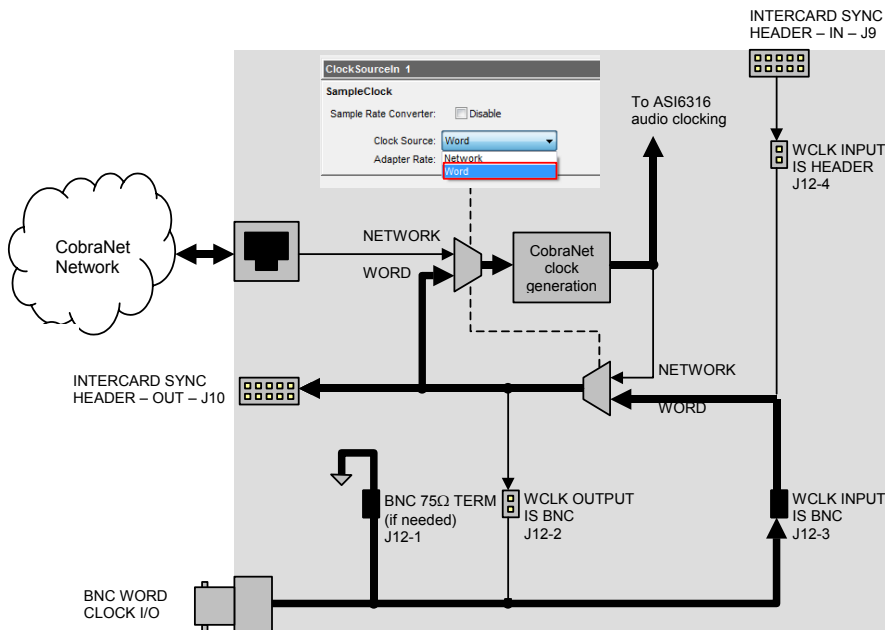 INTERCARD SYNC
HEADER – IN – J9
ClockSourceIn 1
SampleClock
Sample Rate Converter: Disable
Clock Source: Word
Adapter Rate: Network
Word
To ASI6316
audio clocking
WCLK INPUT
IS HEADER
J12-4
CobraNet
Network
NETWORK
WORD
CobraNet
clock
generation
INTERCARD SYNC
HEADER – OUT – J10
NETWORK
WORD
BNC 75Ω TERM
(if needed)
J12-1
WCLK OUTPUT
IS BNC
J12-2
WCLK INPUT
IS BNC
J12-3
BNC WORD
CLOCK I/O